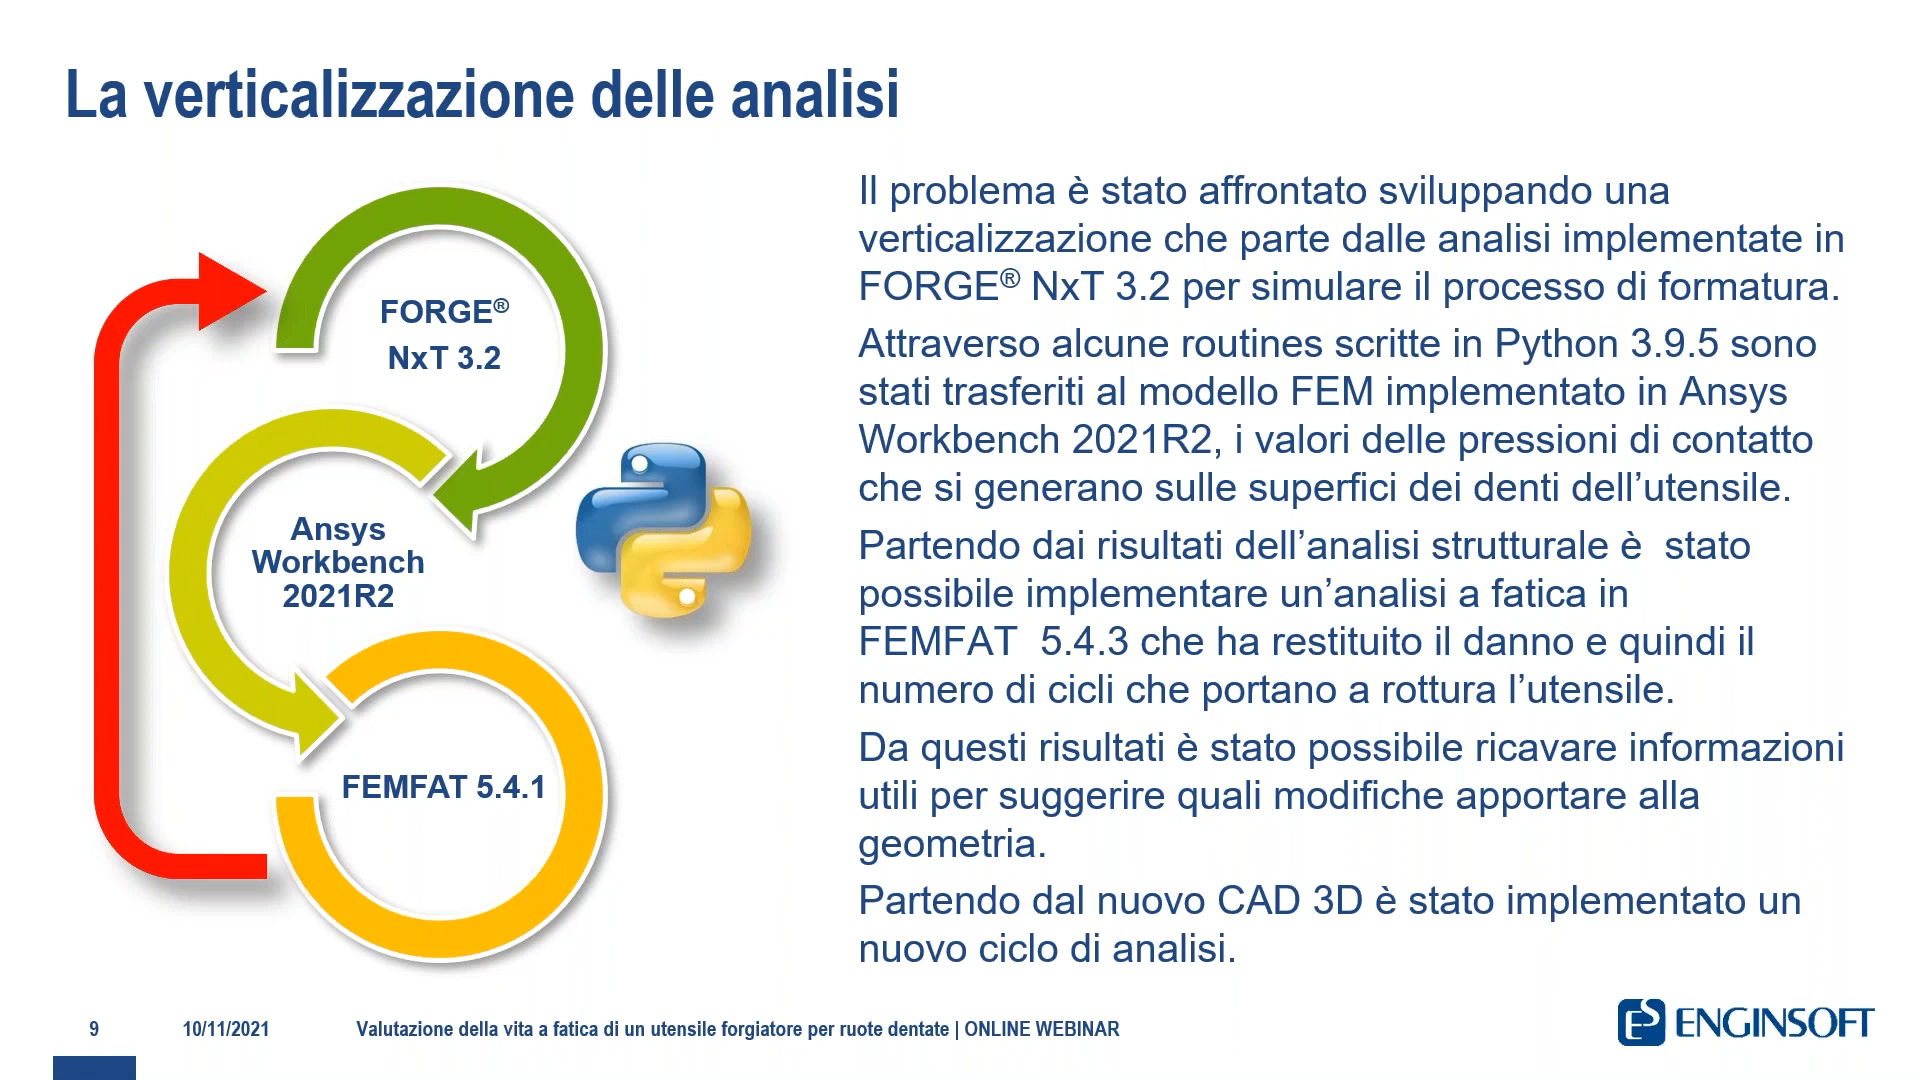 La verticalizzazione delle analisi
FORGE®
NxT 3.2
Ansys
Workbench
2021R2
FEMFAT 5.4.1
Il problema è stato affrontato sviluppando una
verticalizzazione che parte dalle analisi implementate in
FORGE® NxT 3.2 per simulare il processo di formatura.
Attraverso alcune routines scritte in Python 3.9.5 sono
stati trasferiti al modello FEM implementato in Ansys
Workbench 2021R2, i valori delle pressioni di contatto
che si generano sulle superfici dei denti dell’utensile.
Partendo dai risultati dell’analisi strutturale è  stato
possibile implementare un’analisi a fatica in
FEMFAT  5.4.3 che ha restituito il danno e quindi il
numero di cicli che portano a rottura l’utensile.
Da questi risultati è stato possibile ricavare informazioni
utili per suggerire quali modifiche apportare alla
geometria.
Partendo dal nuovo CAD 3D è stato implementato un
nuovo ciclo di analisi.
9
10/11/2021
Valutazione della vita a fatica di un utensile forgiatore per ruote dentate | ONLINE WEBINAR
ES ENGINSOFT